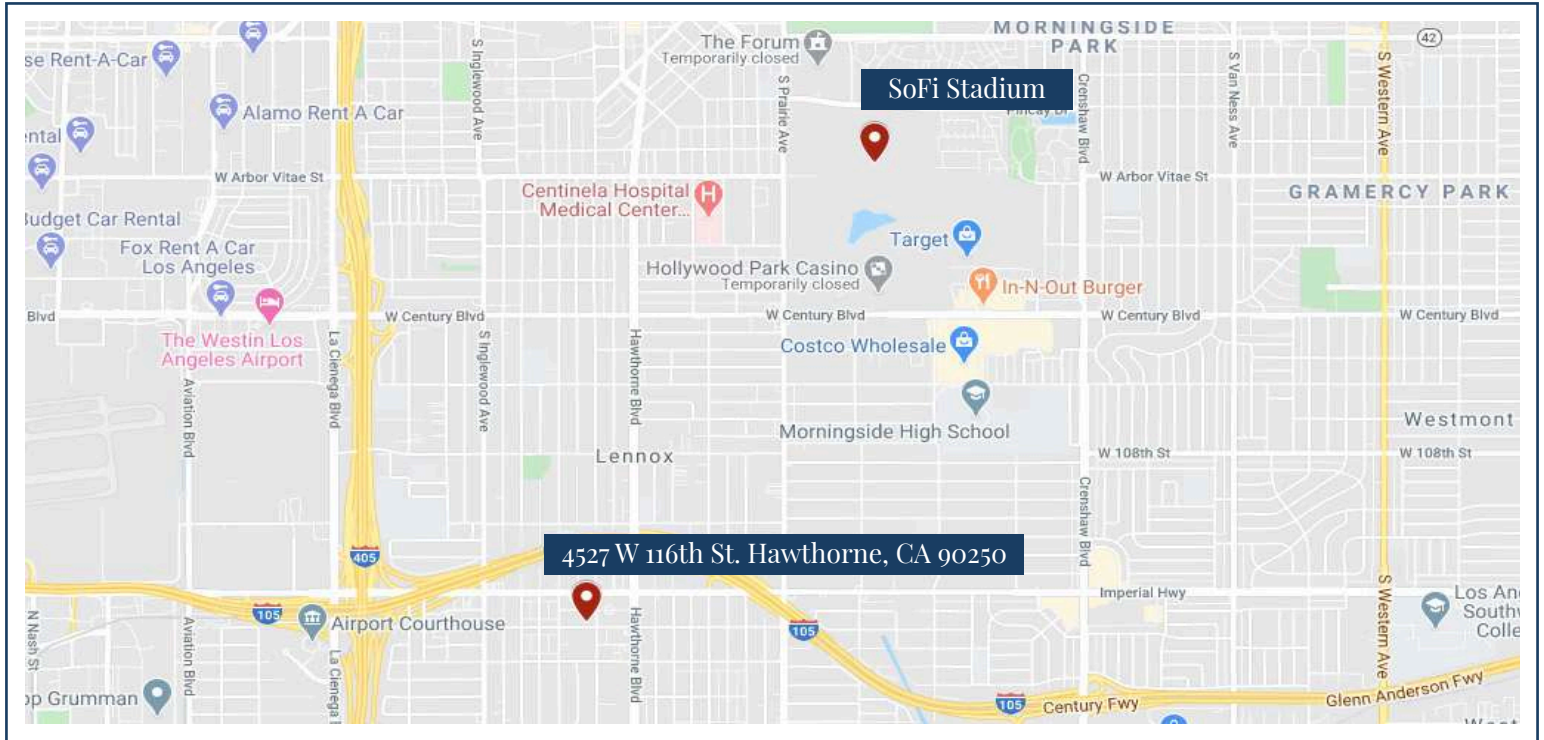 MORNINGSIDE
PARK
The Forum
Temporarily closed
42
se Rent-A-Car
S Inglewood Ave
S Prairie Ave
SoFi Stadium
Crenshaw Blvd
S Van Ness Ave
S Western Ave
Alamo Rent A Car
Pincay Dr
ental
W Arbor Vitae St
W Arbor Vitae St
Centinela Hospital
Medical Center...
H
GRAMERCY PARK
Budget Car Rental
Fox Rent A Car
Los Angeles
Target
Hollywood Park Casino
Temporarily closed
In-N-Out Burger
Blvd
W Century Blvd
W Century Blvd
W Century Blvd
W Century Blvd
The Westin Los
Angeles Airport
La Cienega Blvd
S Inglewood Ave
Hawthorne Blvd
Costco Wholesale
Aviation Blvd
Morningside High School
Westmont
Lennox
W 108th St
W 108th St
Crenshaw Blvd
405
4527 W 116th St. Hawthorne, CA 90250
Imperial Hwy
S Western Ave
Los An
Southw
Colle
105
Airport Courthouse
105
N Nash St
Aviation Blvd
La Cienega B
Hawthorne Blvd
op Grumman
105
Century Fwy
Glenn Anderson Fwy